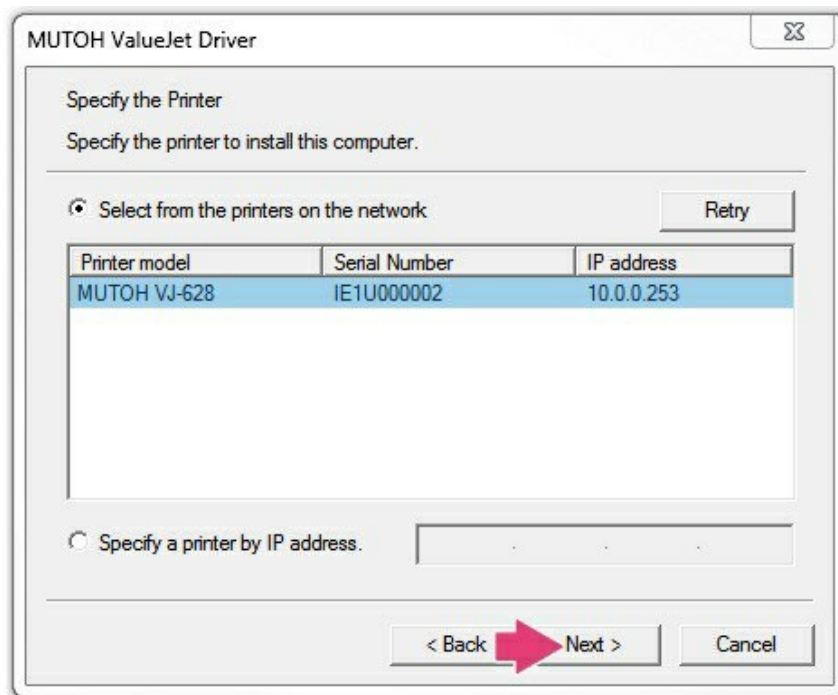 MUTOH ValueJet Driver
Specify the Printer
Specify the printer to install this computer.
Select from the printers on the network
Retry
Printer model Serial Number IP address
MUTOH VJ-628 IE1U000002 10.0.0.253
Specify a printer by IP address. . . .
< Back Next > Cancel